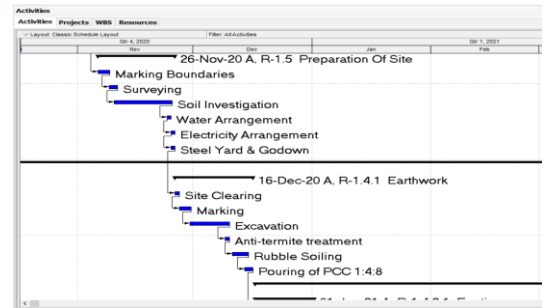 Activities
Activities Projects WBS Resources
Layout: Classic Schedule Layout Filter: All Activities
Qtr 4, 2020 Qtr 1, 2021
Nov Dec Jan Feb
26-Nov-20 A, R-1.5 Preparation Of Site
Marking Boundaries
Surveying
Soil Investigation
Water Arrangement
Electricity Arrangement
Steel Yard & Godown
16-Dec-20 A, R-1.4.1 Earthwork
Site Clearing
Marking
Excavation
Anti-termite treatment
Rubble Soiling
Pouring of PCC 1:4:8